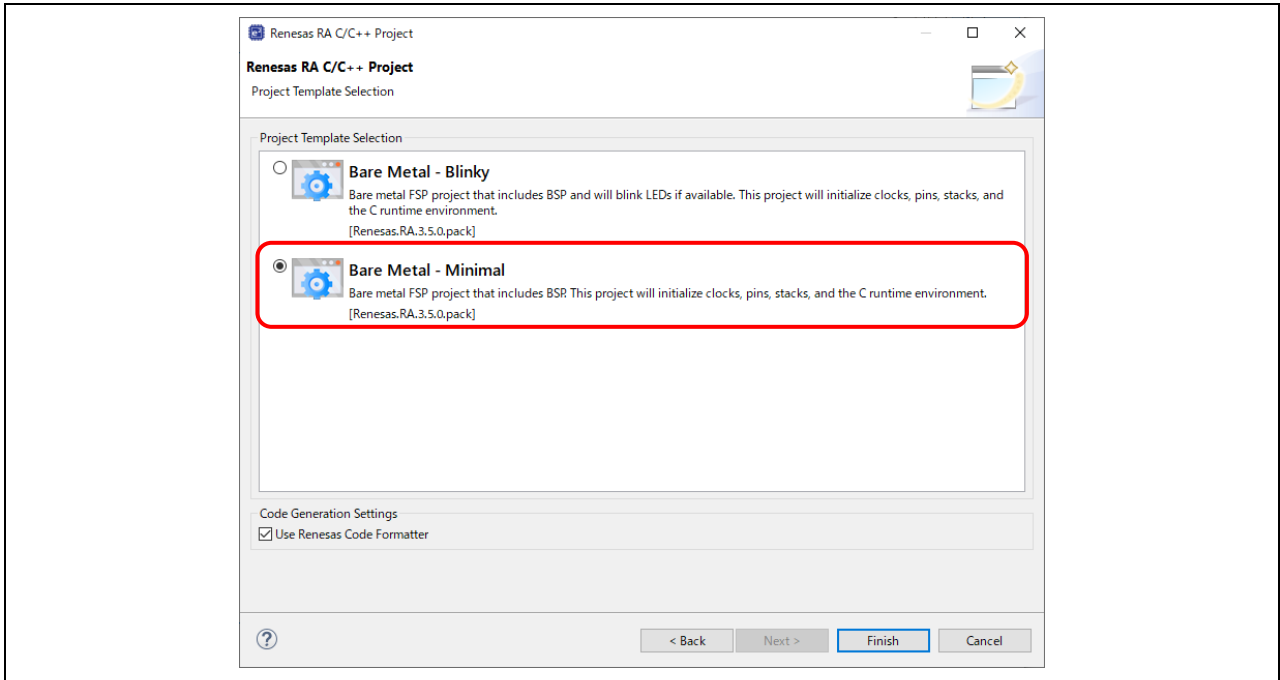 Renesas RA C/C++ Project
Renesas RA C/C++ Project
Project Template Selection
Project Template Selection
Bare Metal - Blinky
Bare metal FSP project that includes BSP and will blink LEDs if available. This project will initialize clocks, pins, stacks, and
the C runtime environment.
[Renesas.RA.3.5.0.pack]
Bare Metal - Minimal
Bare metal FSP project that includes BSP. This project will initialize clocks, pins, stacks, and the C runtime environment.
[Renesas.RA.3.5.0.pack]
Code Generation Settings
Use Renesas Code Formatter
? < Back Next > Finish Cancel